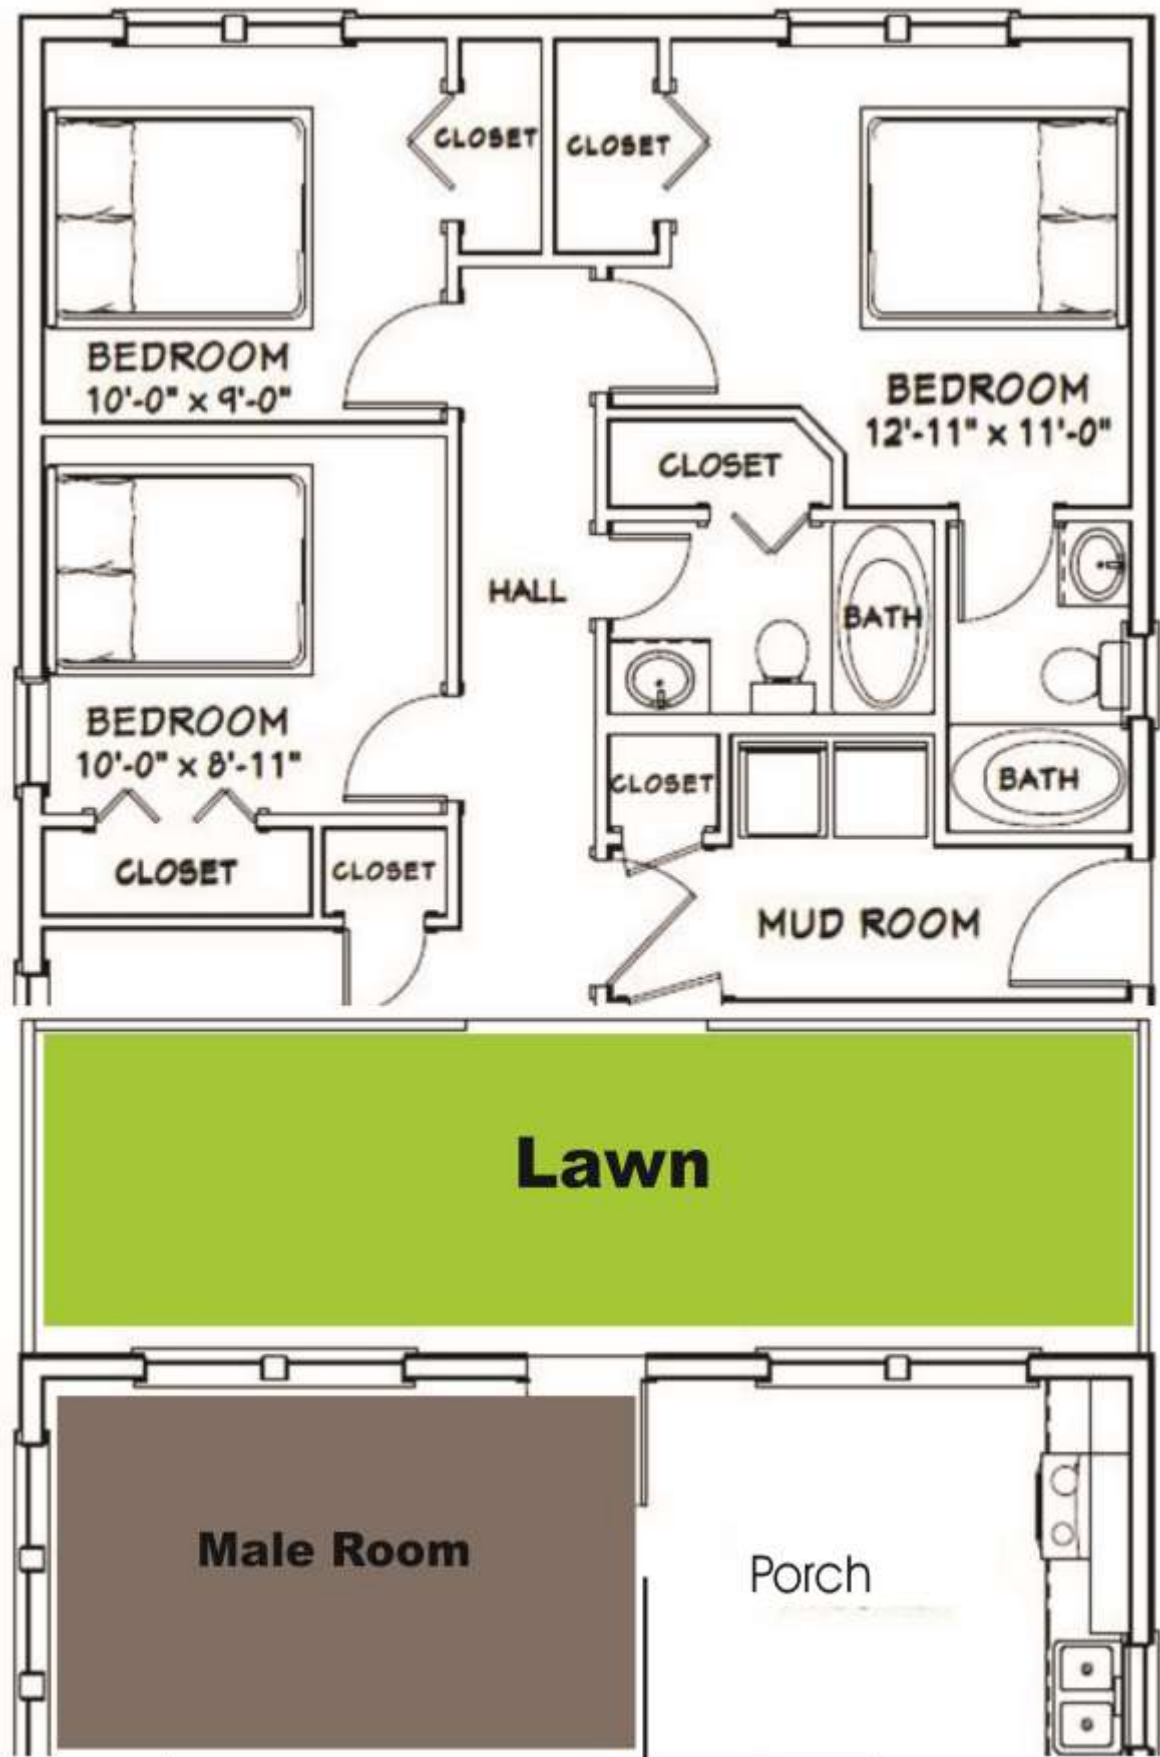 CLOSET
CLOSET
BEDROOM
10'-0" x 9'-0"
BEDROOM
12'-11" x 11'-0"
CLOSET
HALL
BATH
BEDROOM
10'-0" x 8'-11"
CLOSET
BATH
CLOSET
CLOSET
MUD ROOM
Lawn
Male Room
Porch